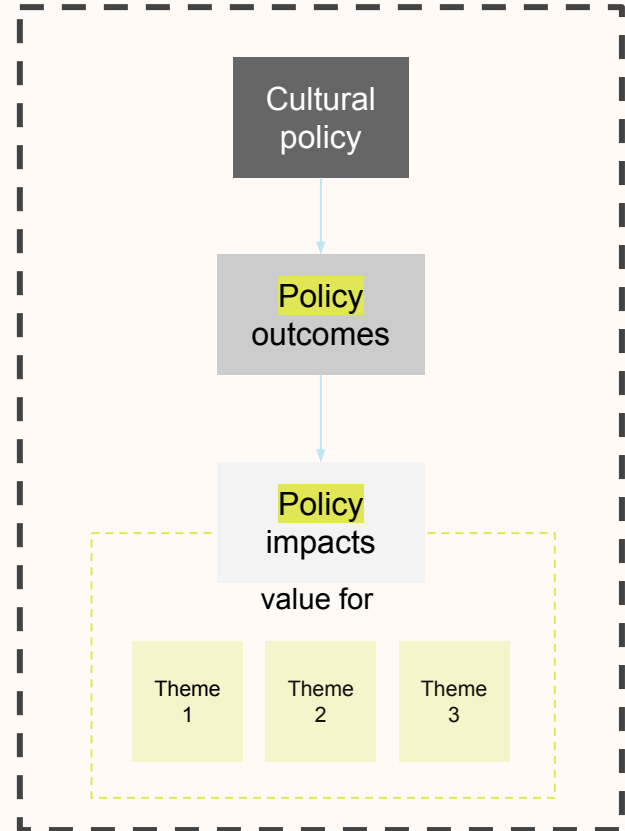 Cultural
policy
Policy
outcomes
Policy
impacts
value for
Theme
1
Theme
2
Theme
3